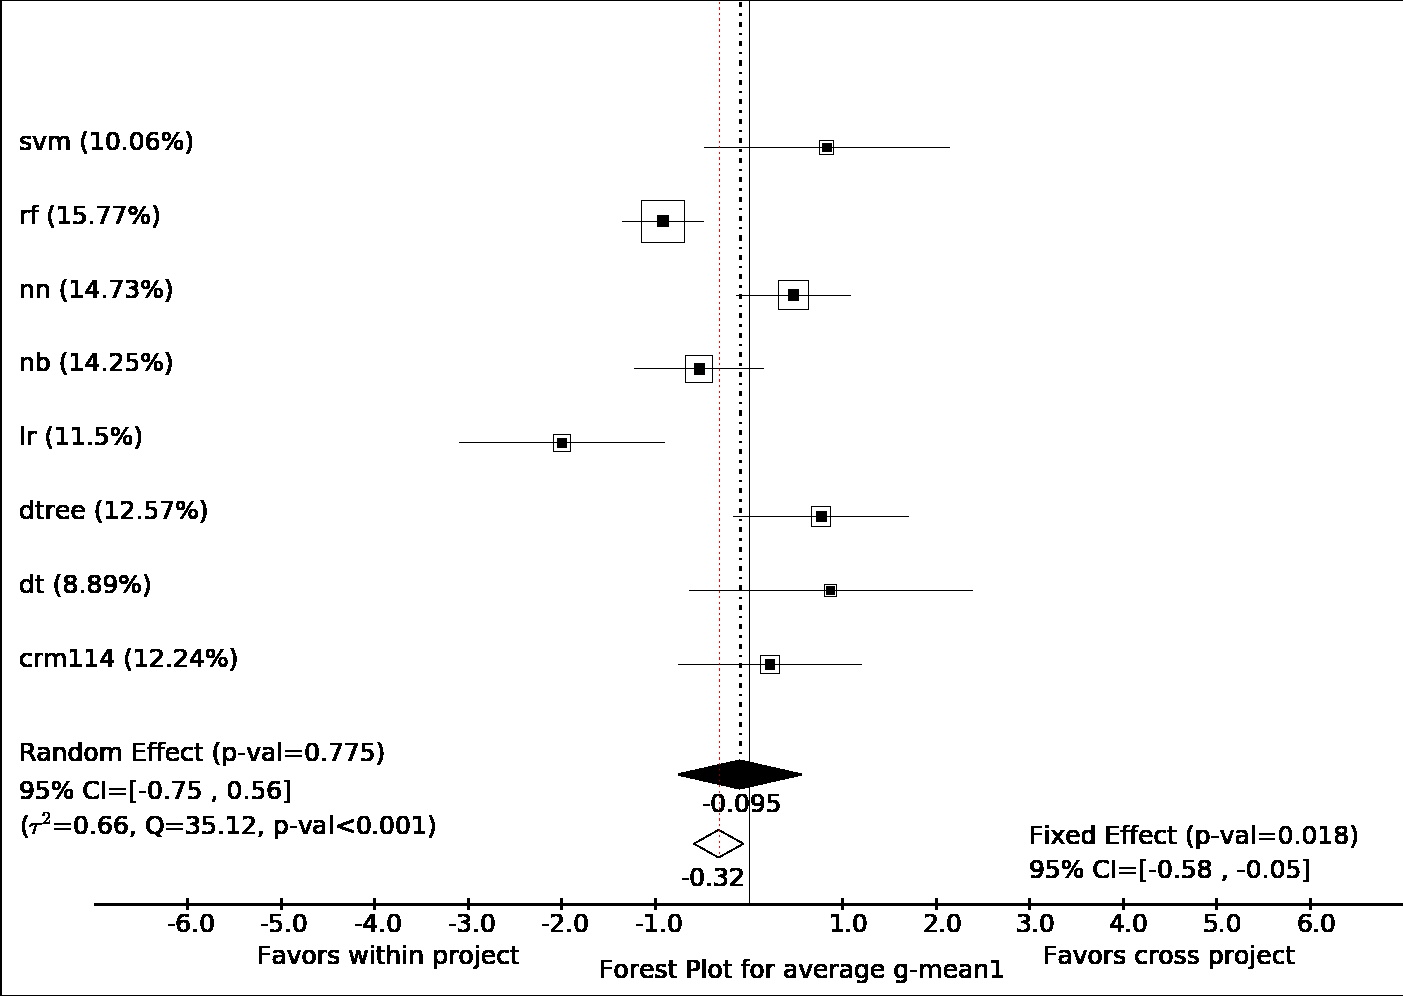 svm (10.06%)
rf (15.77%)
nn (14.73%)
nb (14.25%)
lr (11.5%)
dtree (12.57%)
dt (8.89%)
crm114 (12.24%)
Random Effect (p-val=0.775)
95% CI=[-0.75 , 0.56]
(τ²=0.66, Q=35.12, p-val<0.001)
-0.095
-0.32
Fixed Effect (p-val=0.018)
95% CI=[-0.58 , -0.05]
-6.0 -5.0 -4.0 -3.0 -2.0 -1.0 1.0 2.0 3.0 4.0 5.0 6.0
Favors within project
Favors cross project
Forest Plot for average g-mean1